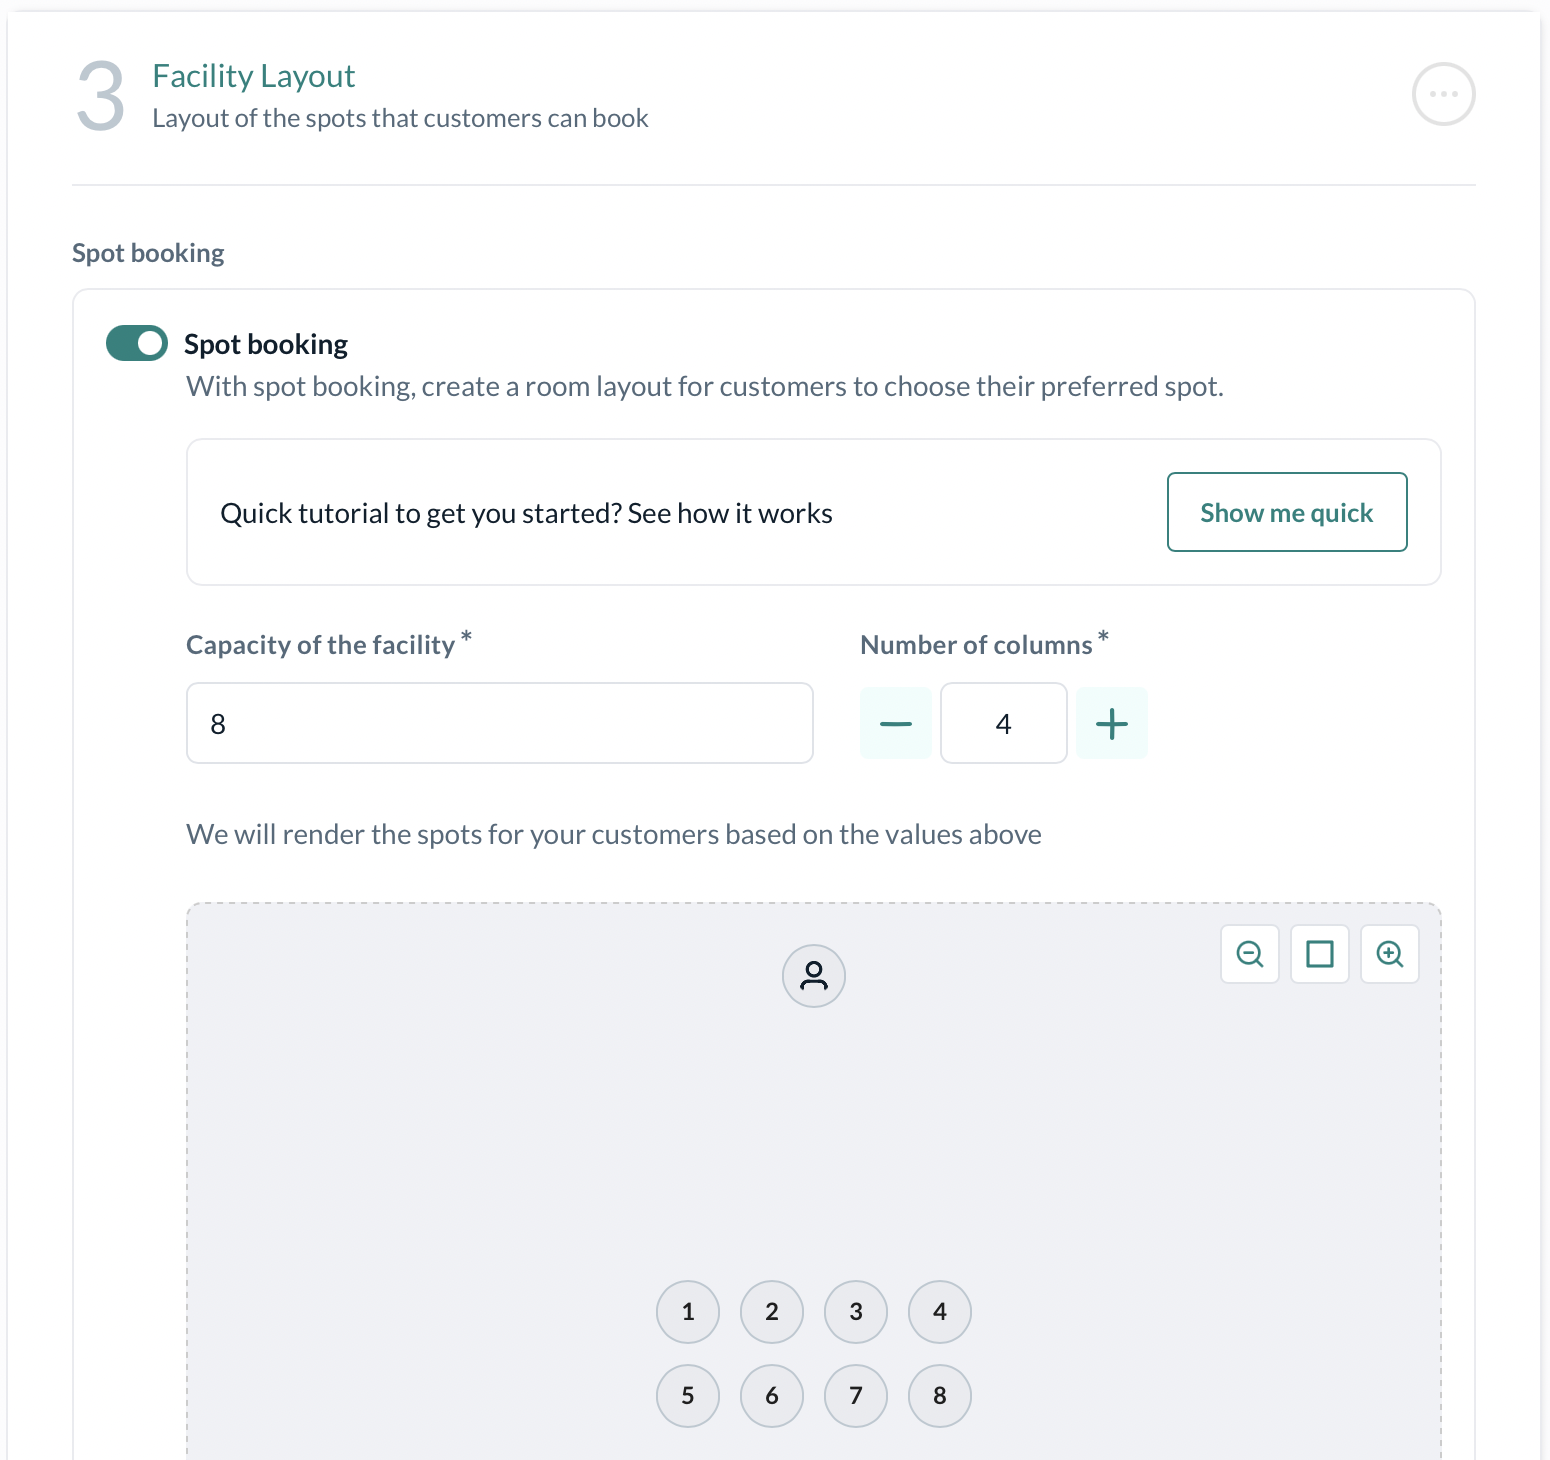 3
Facility Layout
Layout of the spots that customers can book
Spot booking
Spot booking
With spot booking, create a room layout for customers to choose their preferred spot.
Quick tutorial to get you started? See how it works
Show me quick
Capacity of the facility *
Number of columns *
8
4
We will render the spots for your customers based on the values above
1 2 3 4
5 6 7 8